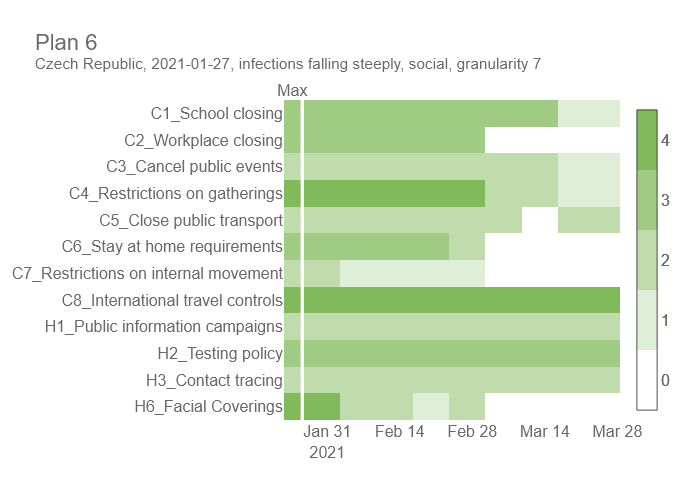 Plan 6
Czech Republic, 2021-01-27, infections falling steeply, social, granularity 7
Max
C1_School closing
C2_Workplace closing
C3_Cancel public events
C4_Restrictions on gatherings
C5_Close public transport
C6_Stay at home requirements
C7_Restrictions on internal movement
C8_International travel controls
H1_Public information campaigns
H2_Testing policy
H3_Contact tracing
H6_Facial Coverings
Jan 31 Feb 14 Feb 28 Mar 14 Mar 28
2021
4
3
2
1
0